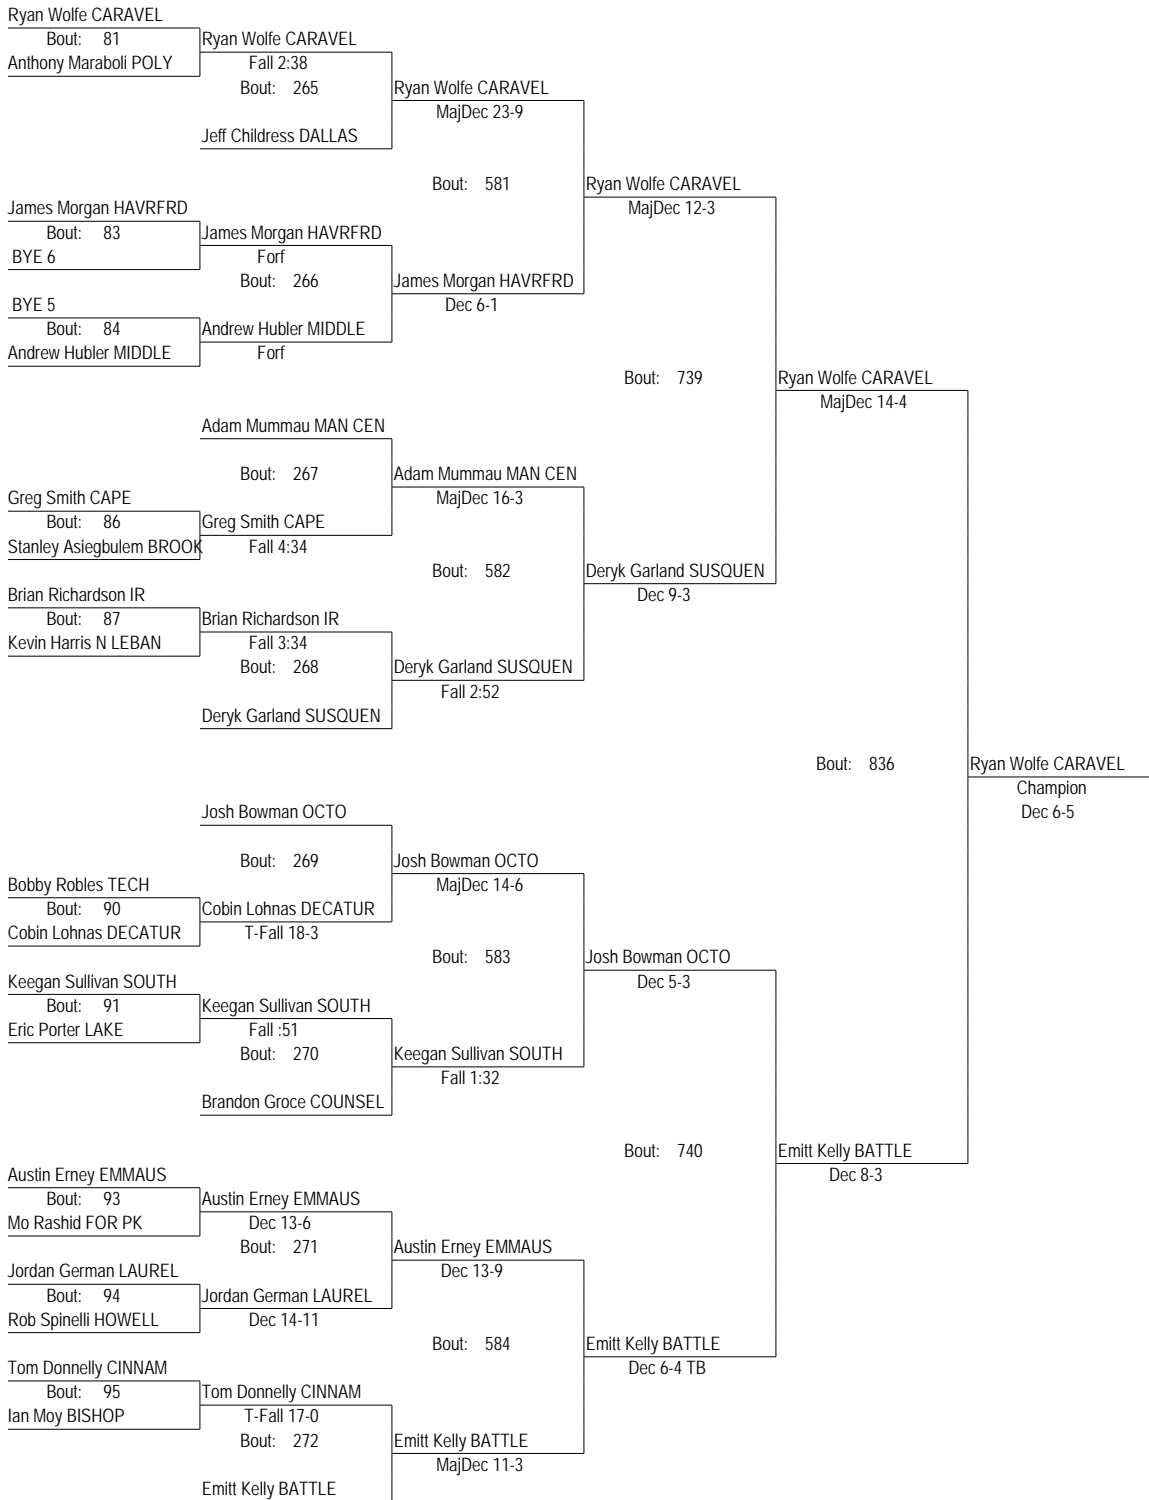 Ryan Wolfe CARAVEL
Bout: 81
Ryan Wolfe CARAVEL
Anthony Maraboli POLY
Fall 2:38
Bout: 265
Ryan Wolfe CARAVEL
MajDec 23-9
Jeff Childress DALLAS
Bout: 581
Ryan Wolfe CARAVEL
MajDec 12-3
James Morgan HAVRFRD
Bout: 83
James Morgan HAVRFRD
BYE 6
Forf
Bout: 266
James Morgan HAVRFRD
Dec 6-1
BYE 5
Bout: 84
Andrew Hubler MIDDLE
Andrew Hubler MIDDLE
Forf
Bout: 739
Ryan Wolfe CARAVEL
MajDec 14-4
Adam Mummau MAN CEN
Bout: 267
Adam Mummau MAN CEN
MajDec 16-3
Greg Smith CAPE
Bout: 86
Greg Smith CAPE
Stanley Asiegbulem BROOK
Fall 4:34
Bout: 582
Deryk Garland SUSQUEN
Dec 9-3
Brian Richardson IR
Bout: 87
Brian Richardson IR
Kevin Harris N LEBAN
Fall 3:34
Bout: 268
Deryk Garland SUSQUEN
Fall 2:52
Deryk Garland SUSQUEN
Bout: 836
Ryan Wolfe CARAVEL
Champion
Dec 6-5
Josh Bowman OCTO
Bout: 269
Josh Bowman OCTO
MajDec 14-6
Bobby Robles TECH
Bout: 90
Cobin Lohnas DECATUR
Cobin Lohnas DECATUR
T-Fall 18-3
Bout: 583
Josh Bowman OCTO
Dec 5-3
Keegan Sullivan SOUTH
Bout: 91
Keegan Sullivan SOUTH
Eric Porter LAKE
Fall :51
Bout: 270
Keegan Sullivan SOUTH
Fall 1:32
Brandon Groce COUNSEL
Bout: 740
Emitt Kelly BATTLE
Dec 8-3
Austin Erney EMMAUS
Bout: 93
Austin Erney EMMAUS
Mo Rashid FOR PK
Dec 13-6
Bout: 271
Austin Erney EMMAUS
Dec 13-9
Jordan German LAUREL
Bout: 94
Jordan German LAUREL
Rob Spinelli HOWELL
Dec 14-11
Bout: 584
Emitt Kelly BATTLE
Dec 6-4 TB
Tom Donnelly CINNAM
Bout: 95
Tom Donnelly CINNAM
Ian Moy BISHOP
T-Fall 17-0
Bout: 272
Emitt Kelly BATTLE
MajDec 11-3
Emitt Kelly BATTLE